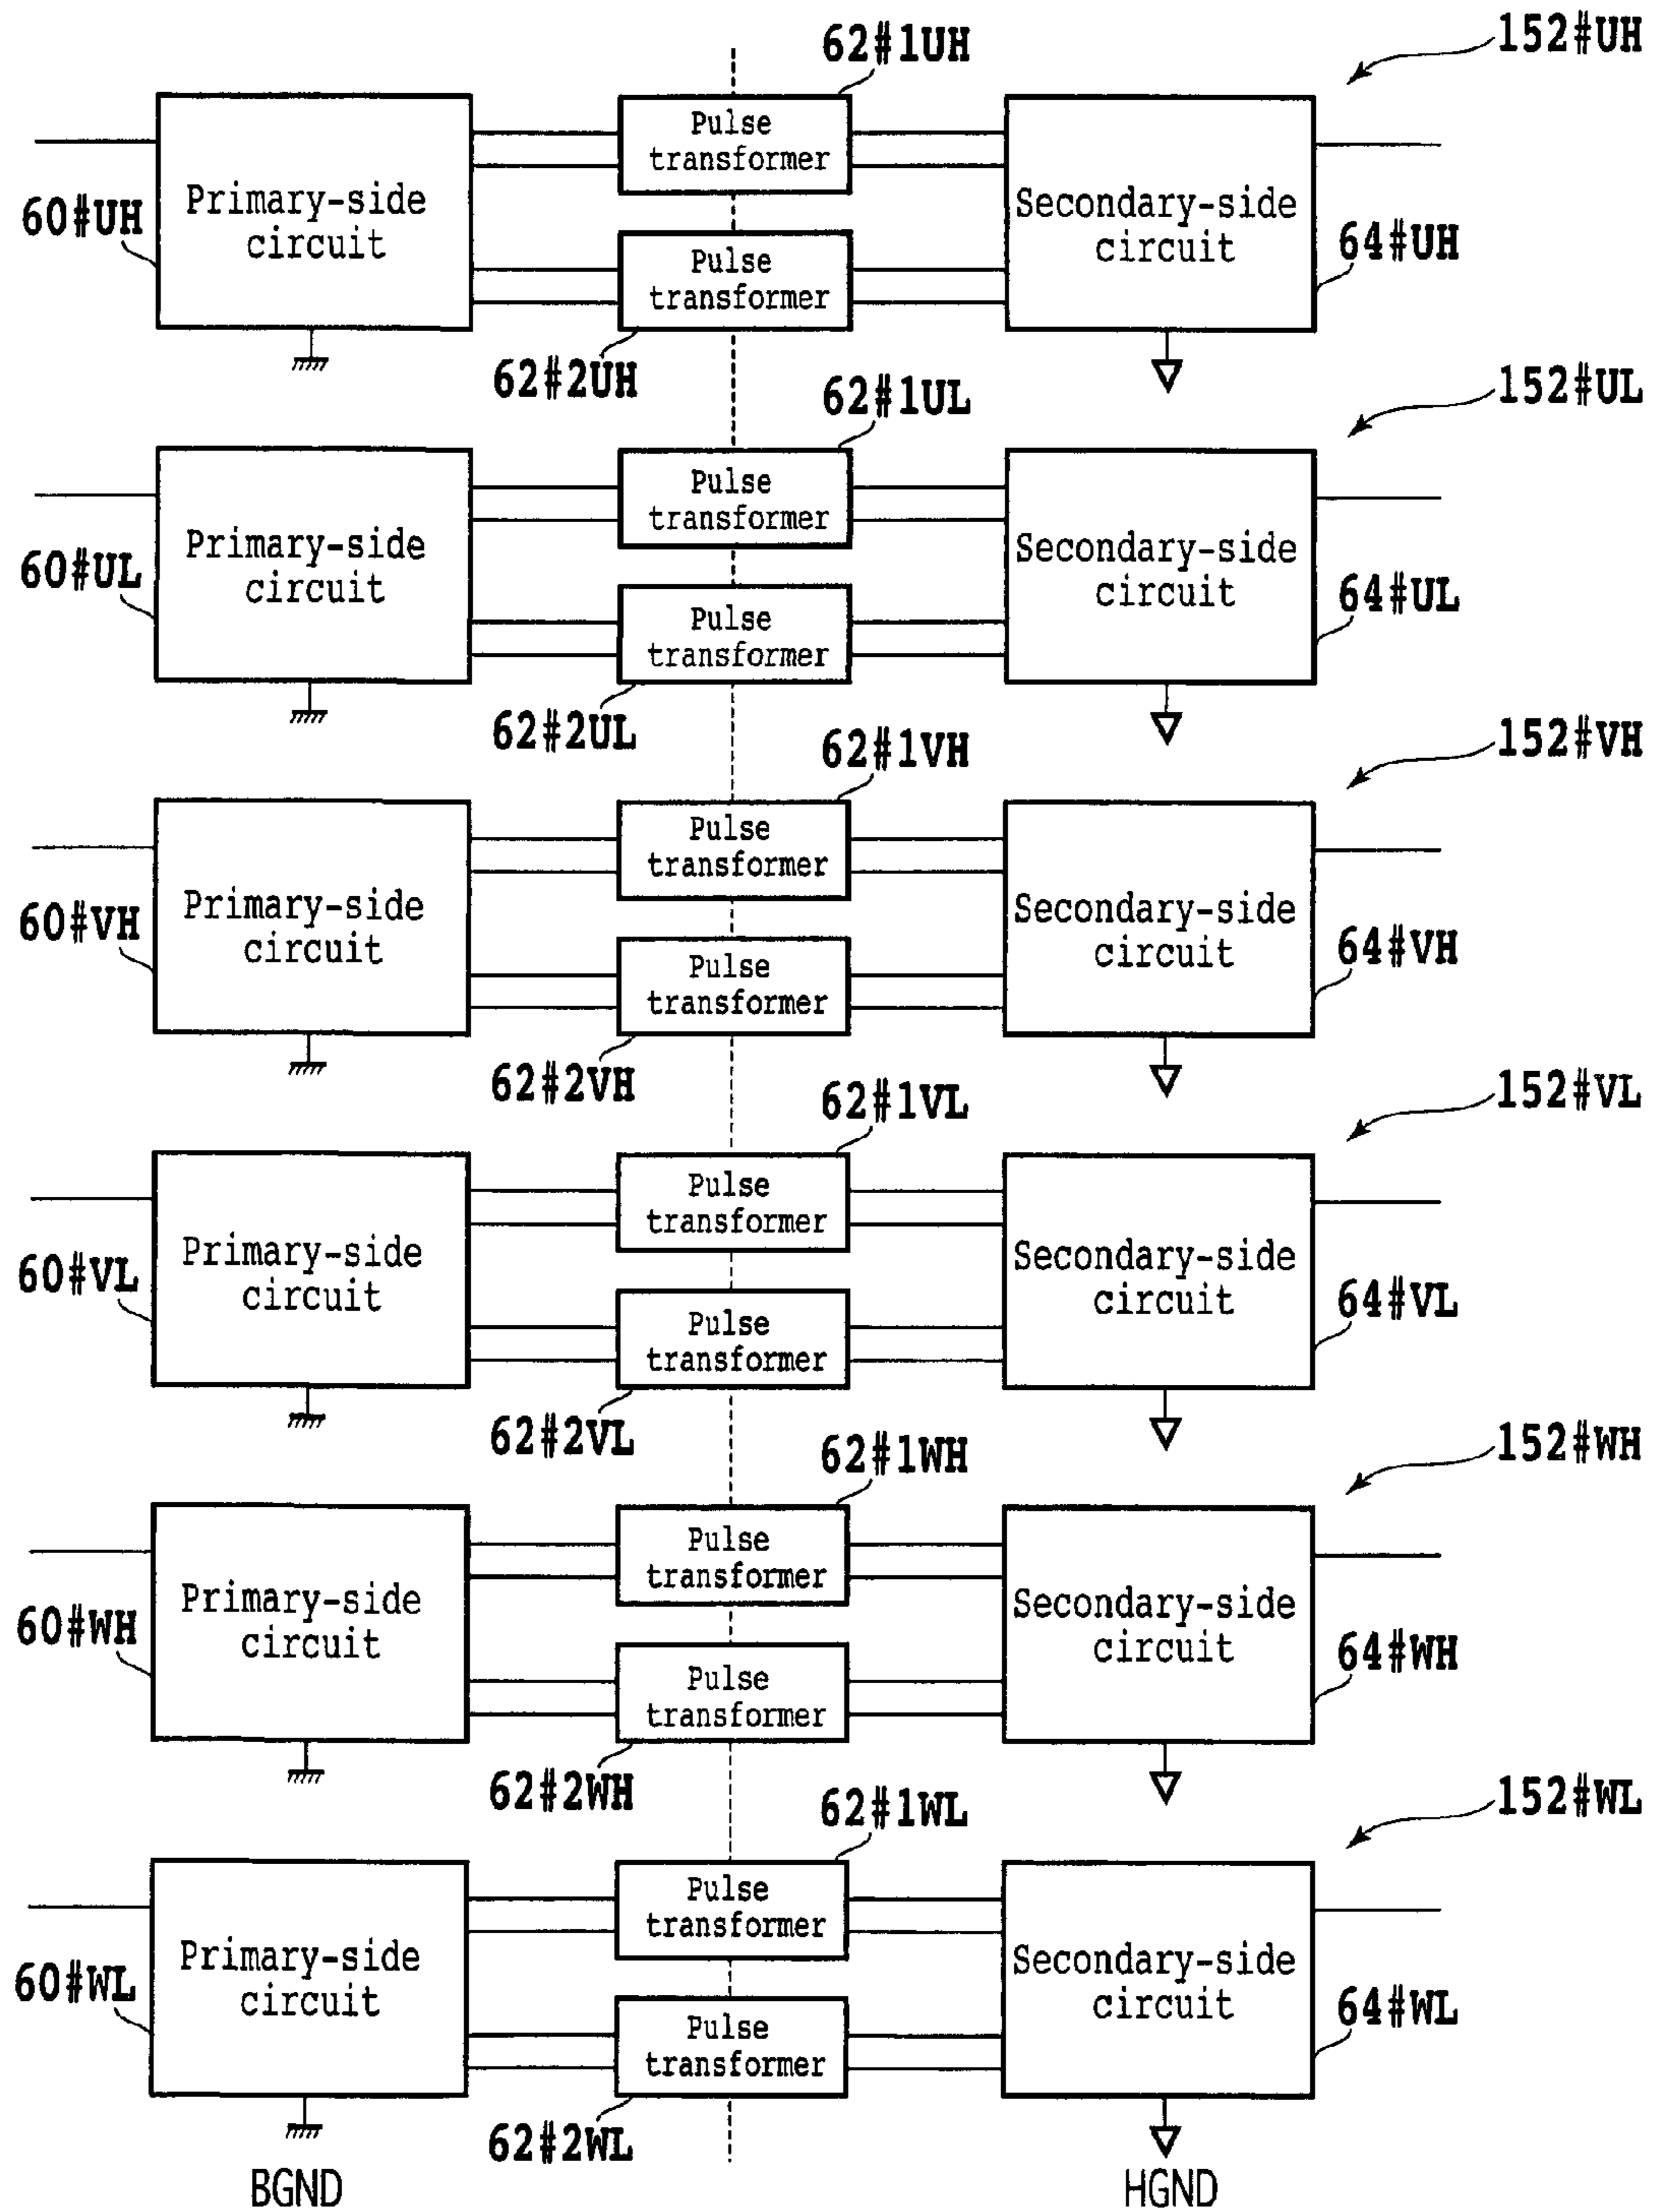 62#1UH
152#UH
Pulse
transformer
Primary-side
circuit
Secondary-side
circuit
60#UH
64#UH
Pulse
transformer
62#2UH
62#1UL
152#UL
Pulse
transformer
Primary-side
circuit
Secondary-side
circuit
60#UL
64#UL
Pulse
transformer
62#2UL
62#1VH
152#VH
Pulse
transformer
Primary-side
circuit
Secondary-side
circuit
60#VH
64#VH
Pulse
transformer
62#2VH
62#1VL
152#VL
Pulse
transformer
Primary-side
circuit
Secondary-side
circuit
60#VL
64#VL
Pulse
transformer
62#2VL
62#1WH
152#WH
Pulse
transformer
Primary-side
circuit
Secondary-side
circuit
60#WH
64#WH
Pulse
transformer
62#2WH
62#1WL
152#WL
Pulse
transformer
Primary-side
circuit
Secondary-side
circuit
60#WL
64#WL
Pulse
transformer
62#2WL
BGND
HGND